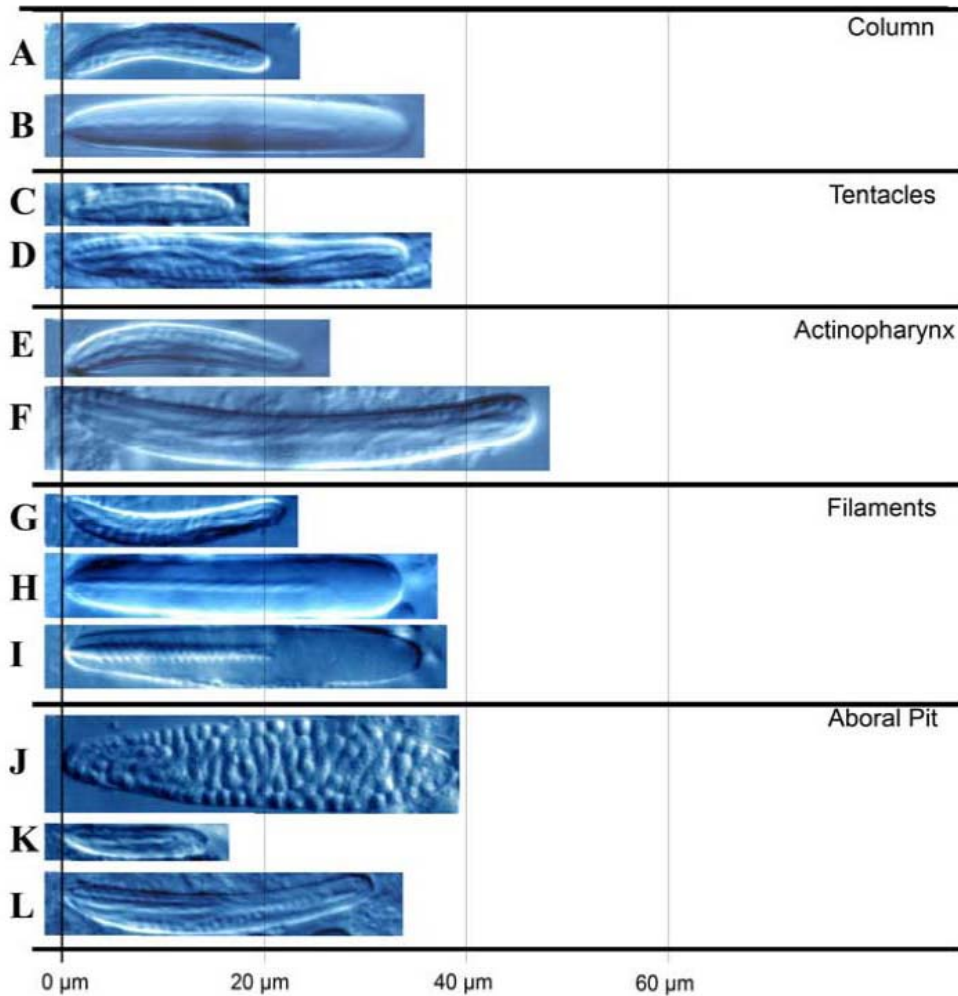 Column
A
B
Tentacles
C
D
Actinopharynx
E
F
Filaments
G
H
I
Aboral Pit
J
K
L
0 µm 20 µm 40 µm 60 µm